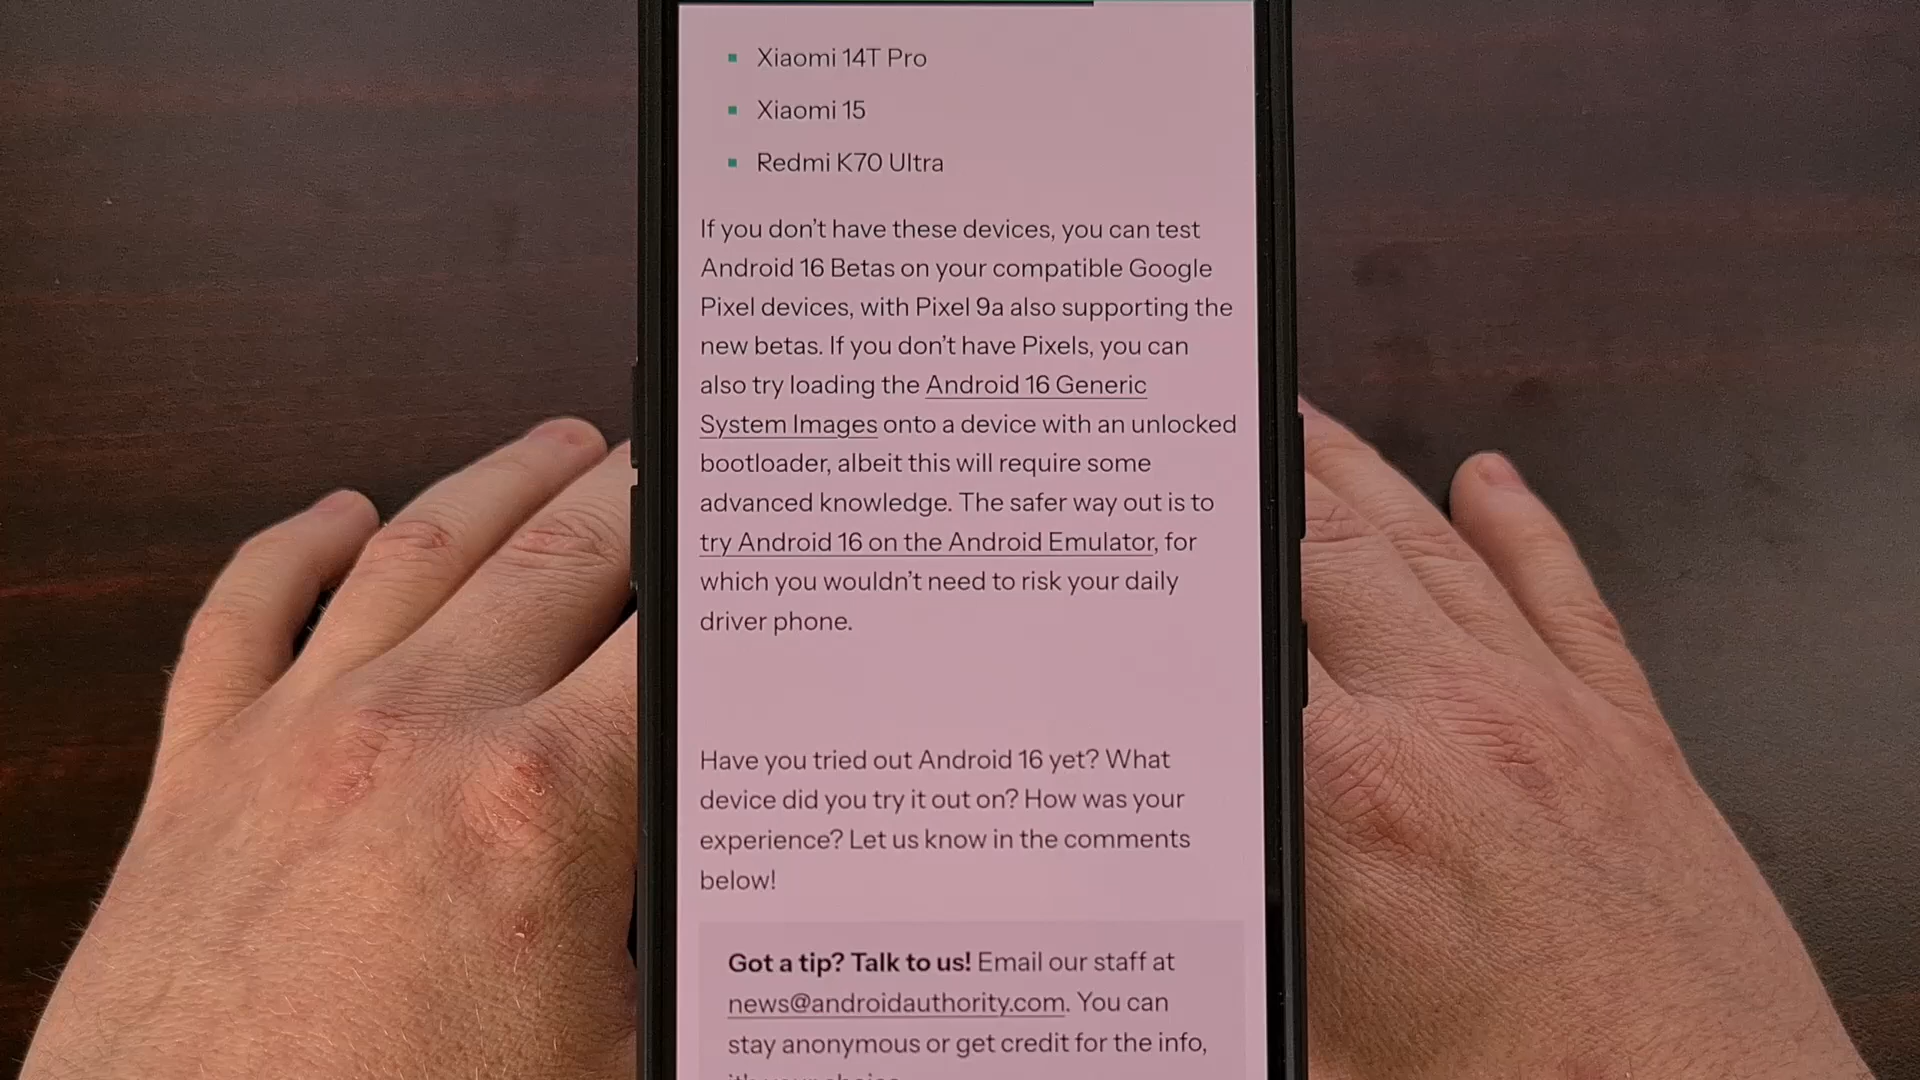 Xiaomi 14T Pro
Xiaomi 15
Redmi K70 Ultra
If you don’t have these devices, you can test
Android 16 Betas on your compatible Google
Pixel devices, with Pixel 9a also supporting the
new betas. If you don’t have Pixels, you can
also try loading the Android 16 Generic
System Images onto a device with an unlocked
bootloader, albeit this will require some
advanced knowledge. The safer way out is to
try Android 16 on the Android Emulator, for
which you wouldn’t need to risk your daily
driver phone.
Have you tried out Android 16 yet? What
device did you try it out on? How was your
experience? Let us know in the comments
below!
Got a tip? Talk to us! Email our staff at
news@androidauthority.com. You can
stay anonymous or get credit for the info,